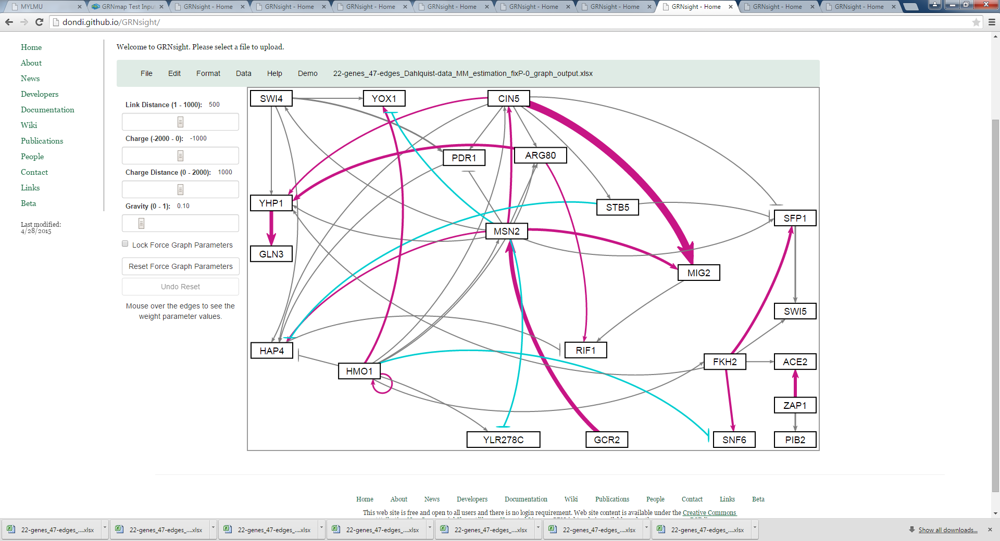 MYLMU
GRNmap Test Inpu
GRNsight - Home
GRNsight - Home
GRNsight - Home
GRNsight - Home
GRNsight - Home
GRNsight - Home
GRNsight - Home
GRNsight - Home
GRNsight - Home
dondi.github.io/GRNsight/
Home
About
News
Developers
Documentation
Wiki
Publications
People
Contact
Links
Beta
Last modified:
4/28/2015
Welcome to GRNsight. Please select a file to upload.
File Edit Format Data Help Demo 22-genes_47-edges_Dahlquist-data_MM_estimation_fixP-0_graph_output.xlsx
Link Distance (1 - 1000): 500
Charge (-2000 - 0): -1000
Charge Distance (0 - 2000): 1000
Gravity (0 - 1): 0.10
Lock Force Graph Parameters
Reset Force Graph Parameters
Undo Reset
Mouse over the edges to see the
weight parameter values.
SWI4
YOX1
CIN5
PDR1
ARG80
YHP1
STB5
SFP1
MSN2
GLN3
MIG2
SWI5
HAP4
RIF1
FKH2
ACE2
HMO1
ZAP1
YLR278C
GCR2
SNF6
PIB2
Home About News Developers Documentation Wiki Publications People Contact Links Beta
This web site is free and open to all users and there is no login requirement. Web site content is available under the Creative Commons
22-genes_47-edges_....xlsx
22-genes_47-edges_....xlsx
22-genes_47-edges_....xlsx
22-genes_47-edges_....xlsx
22-genes_47-edges_....xlsx
22-genes_47-edges_....xlsx
22-genes_47-edges_....xlsx
Show all downloads...